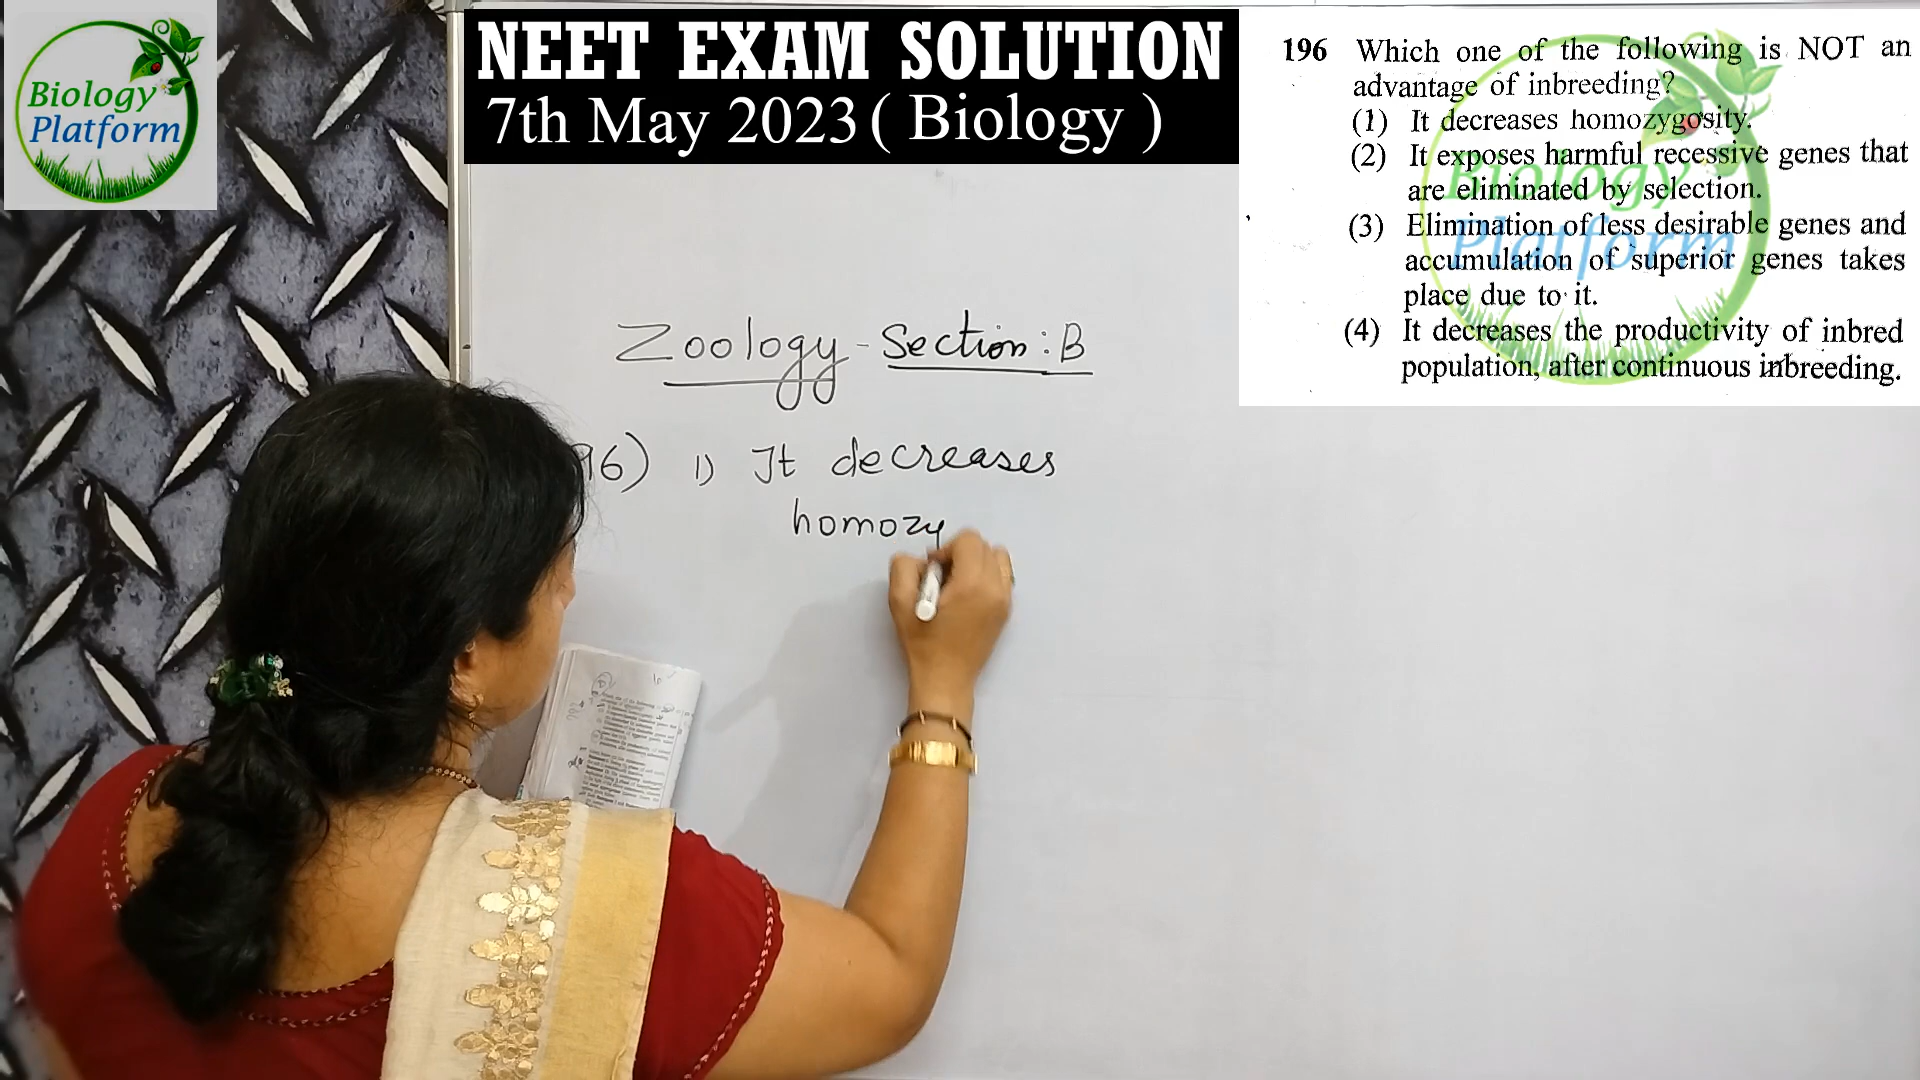 Biology
Platform
NEET EXAM SOLUTION
7th May 2023 ( Biology )
196 Which one of the following is NOT an
advantage of inbreeding?
(1) It decreases homozygosity.
(2) It exposes harmful recessive genes that
are eliminated by selection.
(3) Elimination of less desirable genes and
accumulation of superior genes takes
place due to it.
(4) It decreases the productivity of inbred
population, after continuous inbreeding.
Biology
Platform
Zoology - Section : B
96) 1) It decreases
homozy